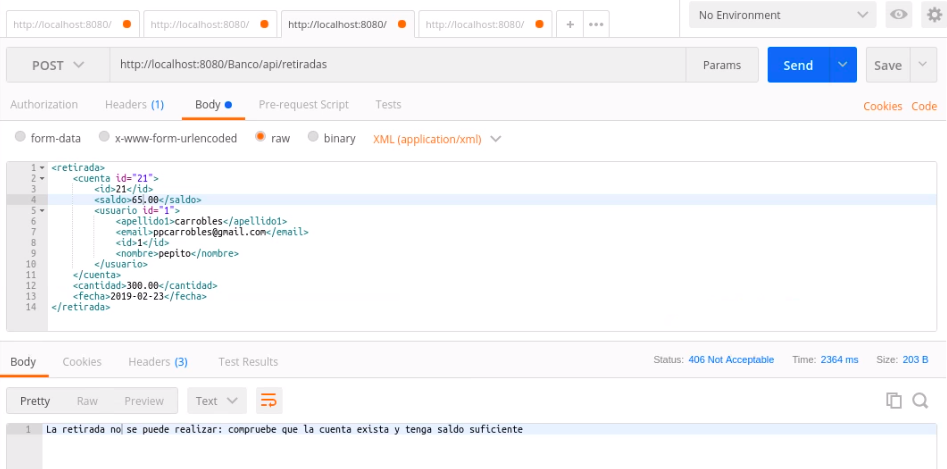 http://localhost:8080/ http://localhost:8080/ http://localhost:8080/ http://localhost:8080/ + ••• No Environment
POST http://localhost:8080/Banco/api/retiradas Params Send Save
Authorization Headers (1) Body Pre-request Script Tests Cookies Code
form-data x-www-form-urlencoded raw binary XML (application/xml)
1 <retirada>
2 <cuenta id="21">
3 <id>21</id>
4 <saldo>65.00</saldo>
5 <usuario id="1">
6 <apellido1>carrobles</apellido1>
7 <email>ppcarrobles@gmail.com</email>
8 <id>1</id>
9 <nombre>pepito</nombre>
10 </usuario>
11 </cuenta>
12 <cantidad>300.00</cantidad>
13 <fecha>2019-02-23</fecha>
14 </retirada>
Body Cookies Headers (3) Test Results Status: 406 Not Acceptable Time: 2364 ms Size: 203 B
Pretty Raw Preview Text
1 La retirada no se puede realizar: compruebe que la cuenta exista y tenga saldo suficiente